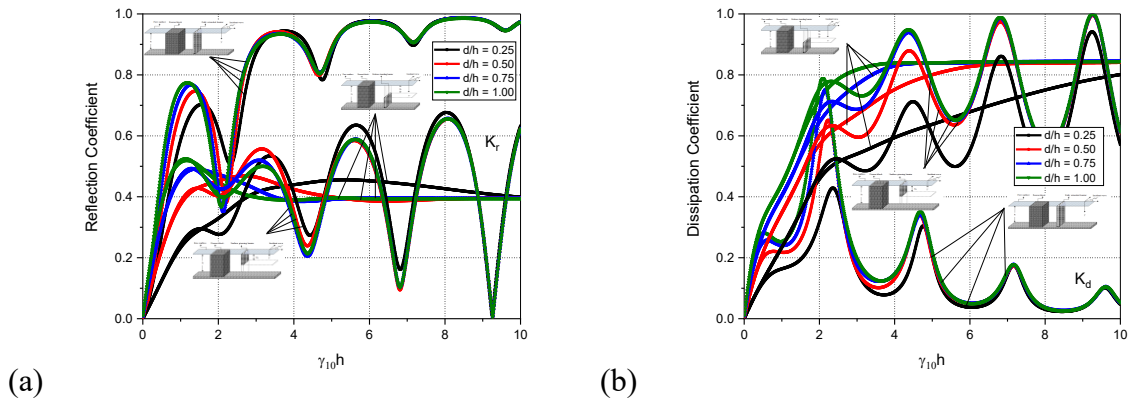 1.0
0.8
0.6
0.4
0.2
0.0
Reflection Coefficient
d/h = 0.25
d/h = 0.50
d/h = 0.75
d/h = 1.00
K_r
0 2 4 6 8 10
γ₁₀h
(a)
1.0
0.8
0.6
0.4
0.2
0.0
Dissipation Coefficient
d/h = 0.25
d/h = 0.50
d/h = 0.75
d/h = 1.00
K_d
0 2 4 6 8 10
γ₁₀h
(b)